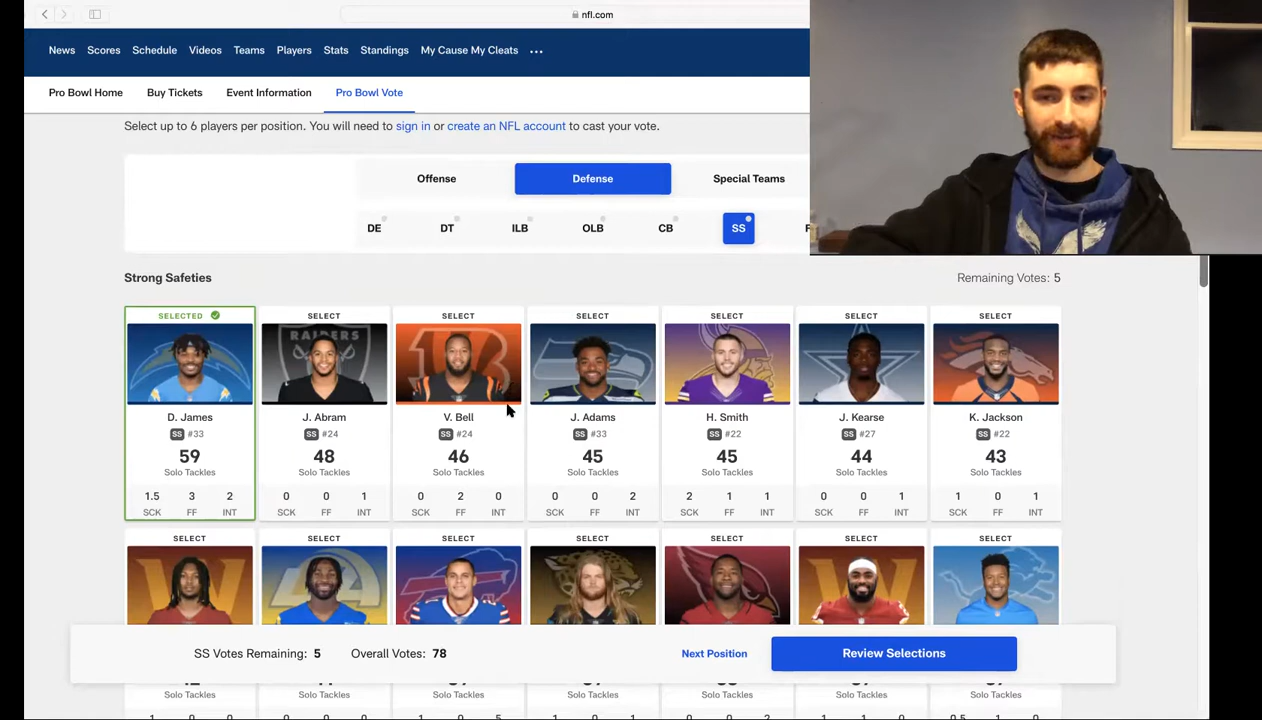 nfl.com
News Scores Schedule Videos Teams Players Stats Standings My Cause My Cleats ...
Pro Bowl Home Buy Tickets Event Information Pro Bowl Vote
Select up to 6 players per position. You will need to sign in or create an NFL account to cast your vote.
Offense Defense Special Teams
DE DT ILB OLB CB SS
Strong Safeties Remaining Votes: 5
SELECTED SELECT SELECT SELECT SELECT SELECT SELECT
RAIDERS
D. James J. Abram V. Bell J. Adams H. Smith J. Kearse K. Jackson
SS #33 SS #24 SS #24 SS #33 SS #22 SS #27 SS #22
59 48 46 45 45 44 43
Solo Tackles Solo Tackles Solo Tackles Solo Tackles Solo Tackles Solo Tackles Solo Tackles
1.5 3 2 0 0 1 0 2 0 0 0 2 2 1 1 0 0 1 1 0 1
SCK FF INT SCK FF INT SCK FF INT SCK FF INT SCK FF INT SCK FF INT SCK FF INT
SELECT SELECT SELECT SELECT SELECT SELECT SELECT
SS Votes Remaining: 5 Overall Votes: 78 Next Position Review Selections
Solo Tackles Solo Tackles Solo Tackles Solo Tackles Solo Tackles Solo Tackles Solo Tackles